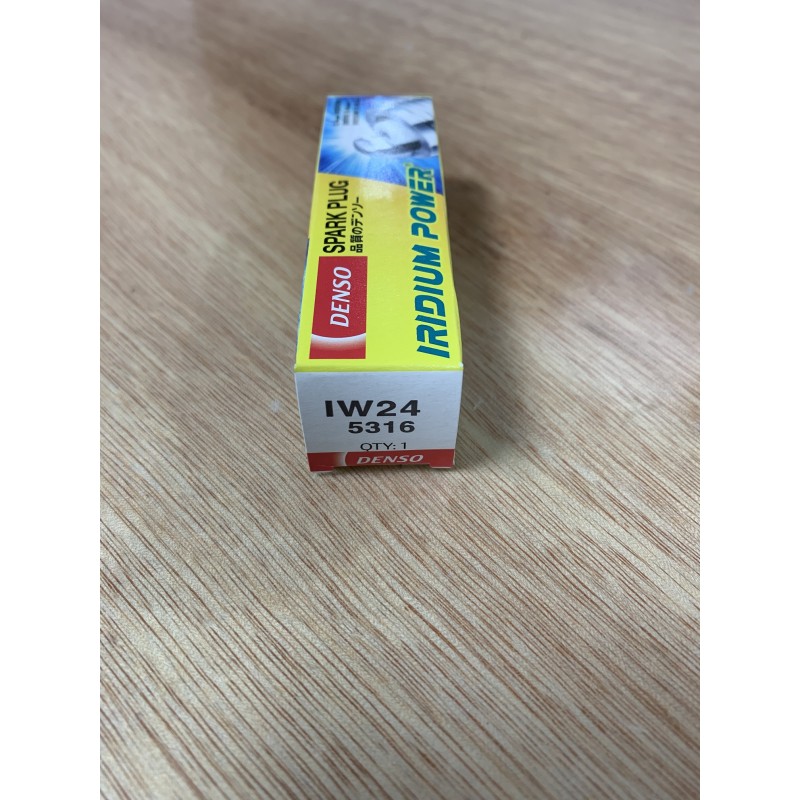 DENSO
SPARK PLUG
品質のデンソー
IRIDIUM POWER®
IW24
5316
QTY: 1
DENSO